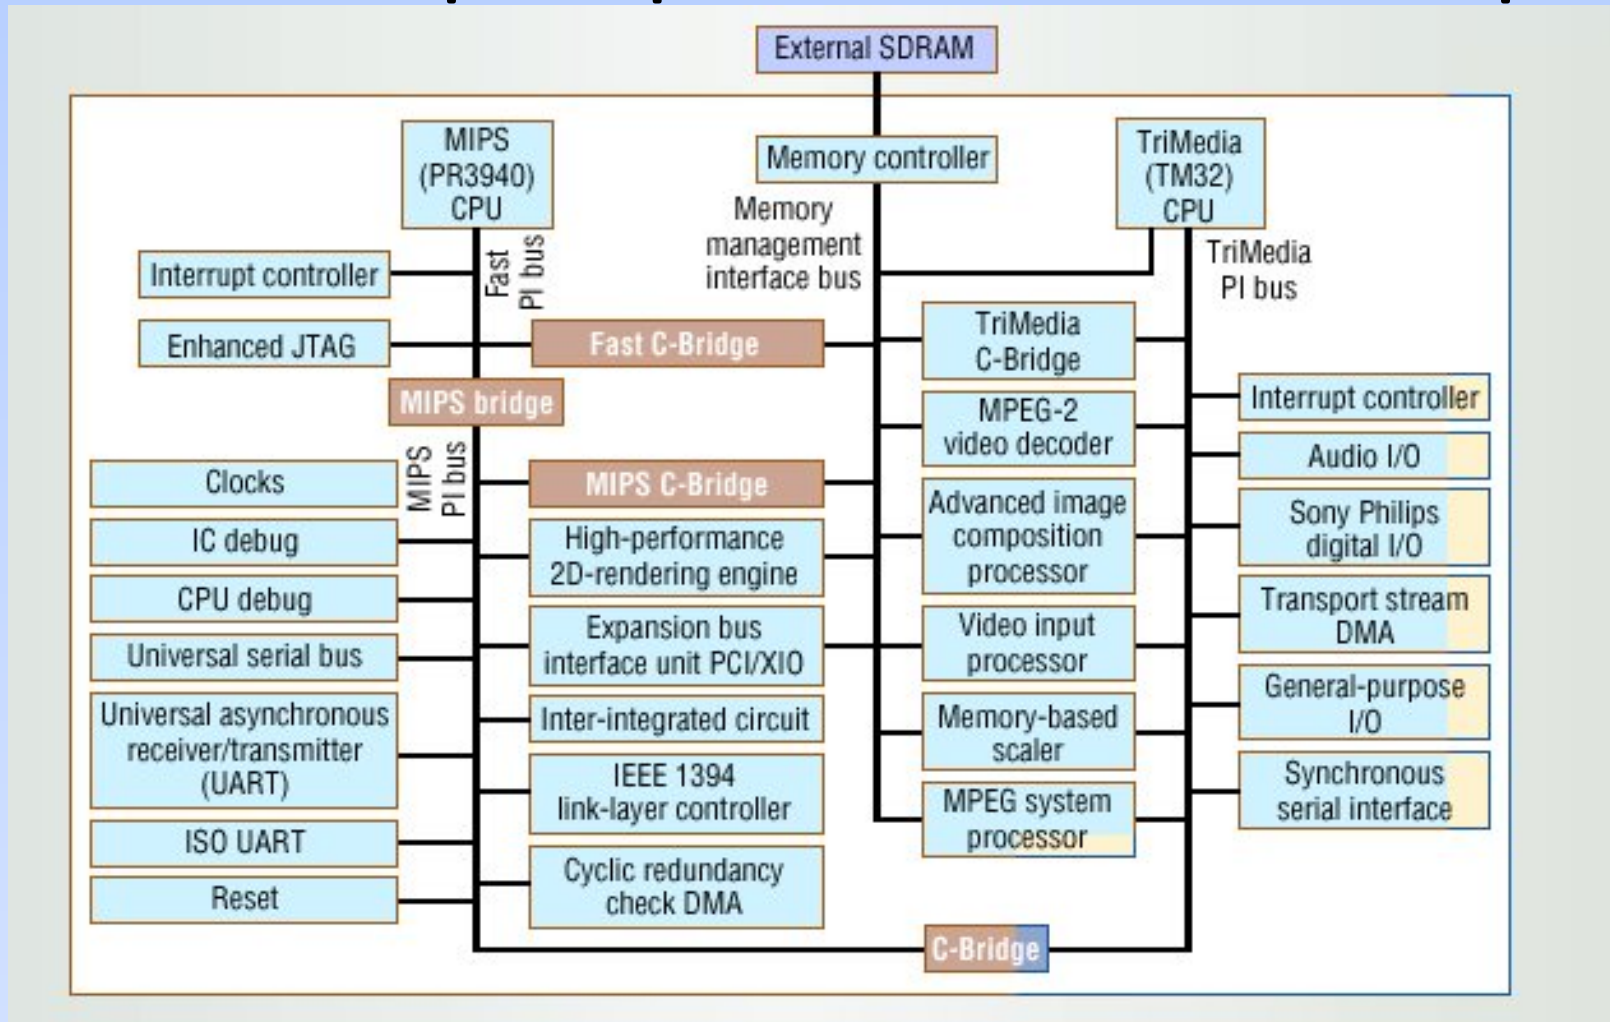 External SDRAM
MIPS
(PR3940)
CPU
Memory controller
TriMedia
(TM32)
CPU
Memory
management
interface bus
Fast
PI bus
TriMedia
PI bus
Interrupt controller
Enhanced JTAG
Fast C-Bridge
TriMedia
C-Bridge
MIPS bridge
MIPS
PI bus
MPEG-2
video decoder
Interrupt controller
Audio I/O
Clocks
MIPS C-Bridge
Advanced image
composition
processor
Sony Philips
digital I/O
IC debug
High-performance
2D-rendering engine
CPU debug
Transport stream
DMA
Universal serial bus
Expansion bus
interface unit PCI/XIO
Video input
processor
Universal asynchronous
receiver/transmitter
(UART)
Inter-integrated circuit
Memory-based
scaler
General-purpose
I/O
IEEE 1394
link-layer controller
MPEG system
processor
Synchronous
serial interface
ISO UART
Reset
Cyclic redundancy
check DMA
C-Bridge